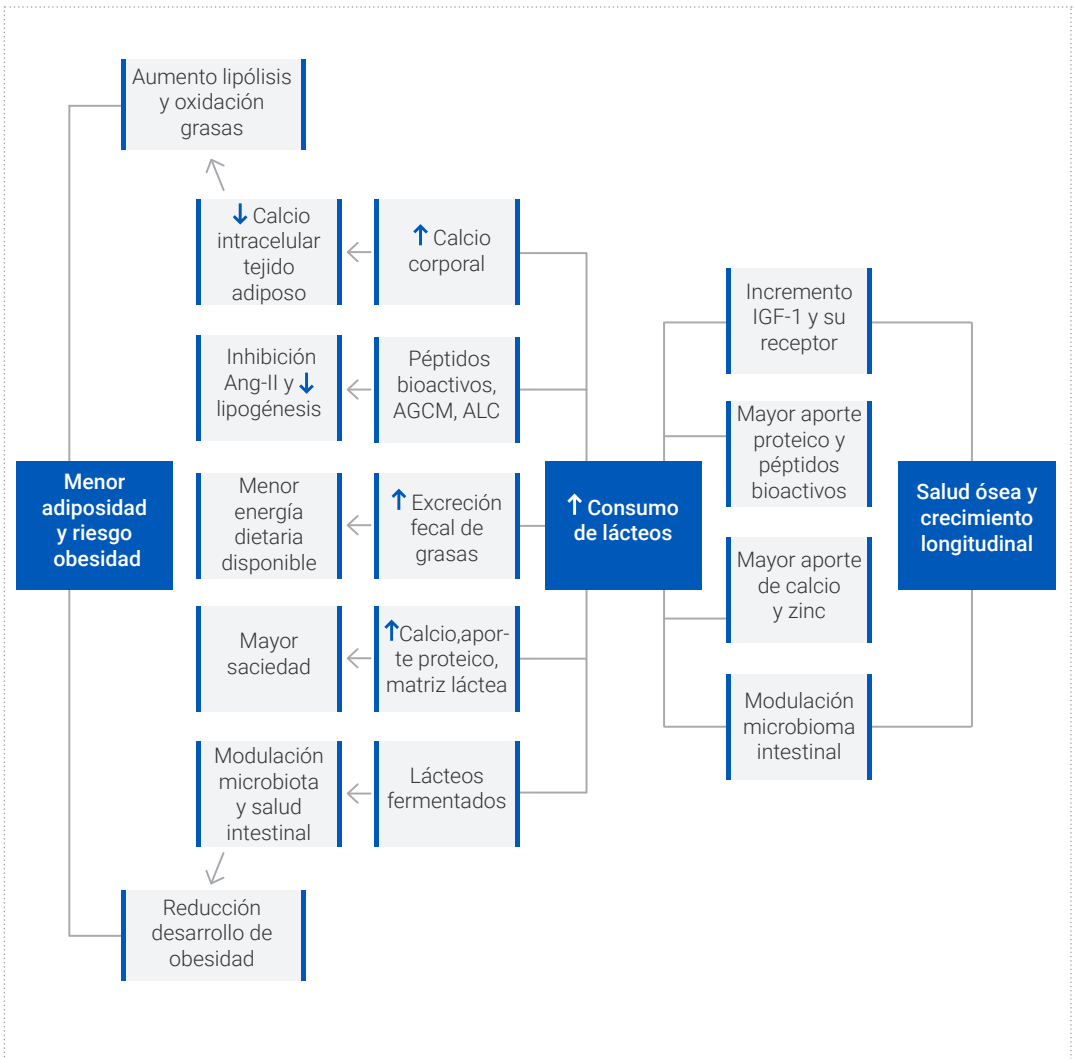 Aumento lipólisis
y oxidación
grasas
↓ Calcio
intracelular
tejido
adiposo
↑ Calcio
corporal
Inhibición
Ang-II y ↓
lipogénesis
Péptidos
bioactivos,
AGCM, ALC
Menor
adiposidad
y riesgo
obesidad
Menor
energía
dietaria
disponible
↑ Excreción
fecal de
grasas
↑ Consumo
de lácteos
Mayor
saciedad
↑Calcio,apor-
te proteico,
matriz láctea
Modulación
microbiota
y salud
intestinal
Lácteos
fermentados
Reducción
desarrollo de
obesidad
Incremento
IGF-1 y su
receptor
Mayor aporte
proteico y
péptidos
bioactivos
Mayor aporte
de calcio
y zinc
Modulación
microbioma
intestinal
Salud ósea y
crecimiento
longitudinal